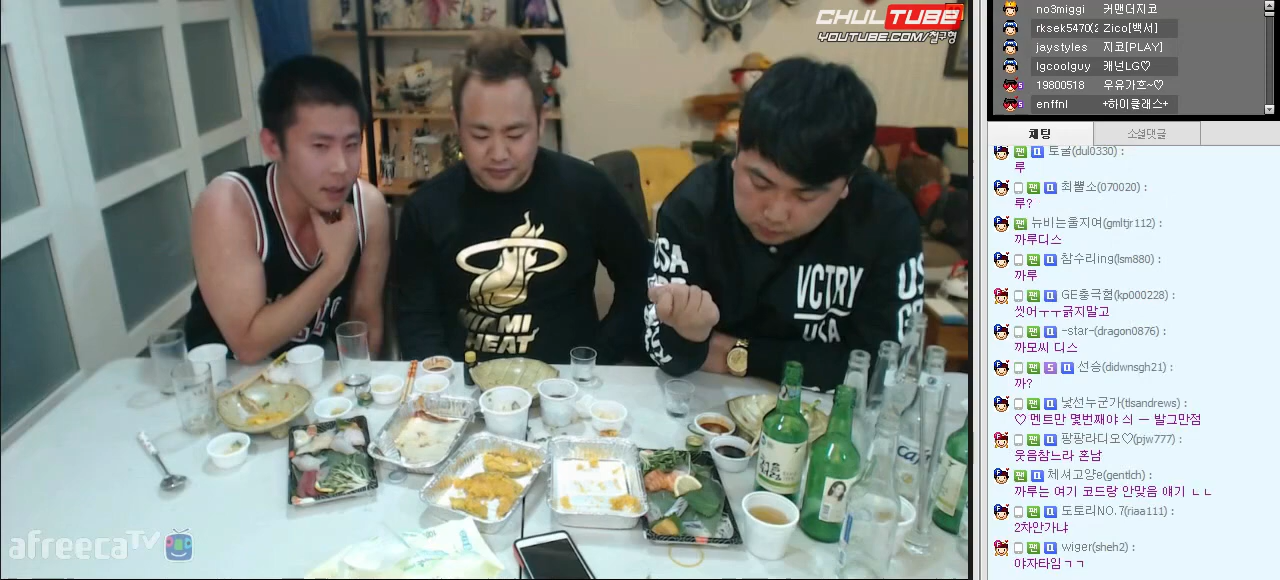 CHULTUBE
YOUTUBE.COM/철구형
no3miggi 커맨더지코
rksek5470(2 Zico[백서]
jaystyles 지코[PLAY]
lgcoolguy 캐넌LG♡
19800518 우유가흐~♡
enffnl +하이클래스+
채팅 소셜댓글
토굴(dul0330) :
루
최뽈소(070020) :
루?
뉴비는울지여(gmltjr112) :
까루디스
참수리ing(lsm880) :
까루
GE충극혐(kp000228) :
씻어ㅜㅜ긁지말고
-star-(dragon0876) :
까모씨 디스
선승(didwnsgh21) :
까?
낯선누군가(tlsandrews) :
♡ 멘트만 몇번째야 싀 ㅡ 발그만점
팡팡라디오♡(pjw777) :
웃음참느라 혼남
체셔고양e(gentlch) :
까루는 여기 코드랑 안맞을 얘기 ㄴㄴ
도토리NO.7(riaa111) :
2차안가냐
wiger(sheh2) :
야자타임ㄱㄱ
MIAMI
HEAT
USA
VCTRY
USA
US
afreecaTV